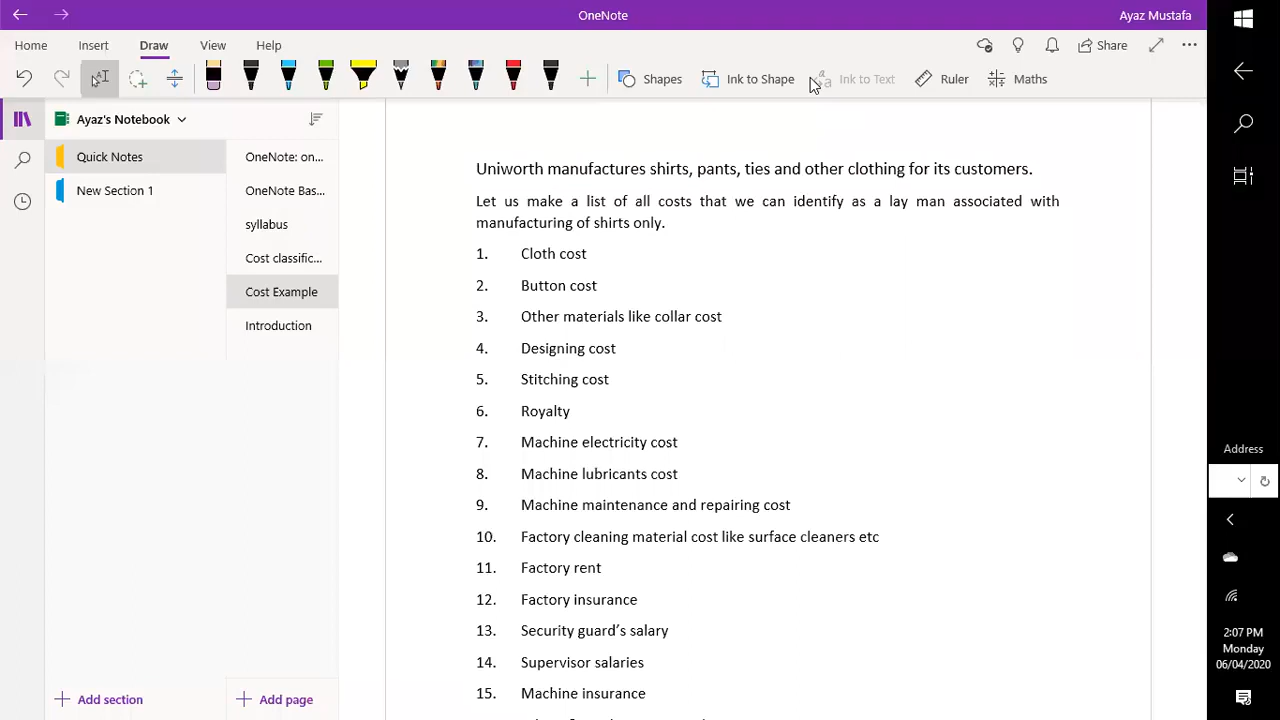 OneNote
Ayaz Mustafa
Home
Insert
Draw
View
Help
Share
Shapes
Ink to Shape
Ink to Text
Ruler
Maths
Ayaz's Notebook
Quick Notes
New Section 1
OneNote: on...
OneNote Bas...
syllabus
Cost classific...
Cost Example
Introduction
Uniworth manufactures shirts, pants, ties and other clothing for its customers.
Let us make a list of all costs that we can identify as a lay man associated with
manufacturing of shirts only.
1. Cloth cost
2. Button cost
3. Other materials like collar cost
4. Designing cost
5. Stitching cost
6. Royalty
7. Machine electricity cost
8. Machine lubricants cost
9. Machine maintenance and repairing cost
10. Factory cleaning material cost like surface cleaners etc
11. Factory rent
12. Factory insurance
13. Security guard’s salary
14. Supervisor salaries
15. Machine insurance
Add section
Add page
Address
2:07 PM
Monday
06/04/2020